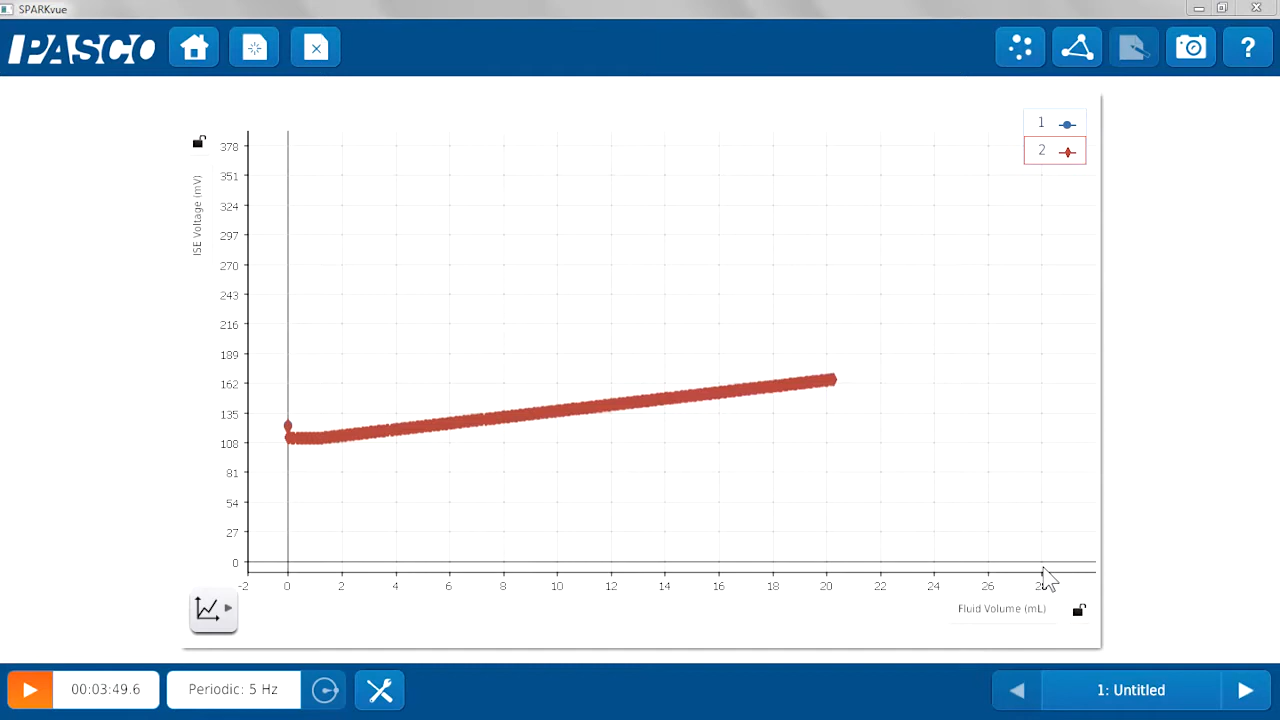 SPARKvue
PASCO
?
1
2
378
351
324
297
270
243
216
189
162
135
108
81
54
27
0
ISE Voltage (mV)
-2 0 2 4 6 8 10 12 14 16 18 20 22 24 26
Fluid Volume (mL)
00:03:49.6
Periodic: 5 Hz
1: Untitled